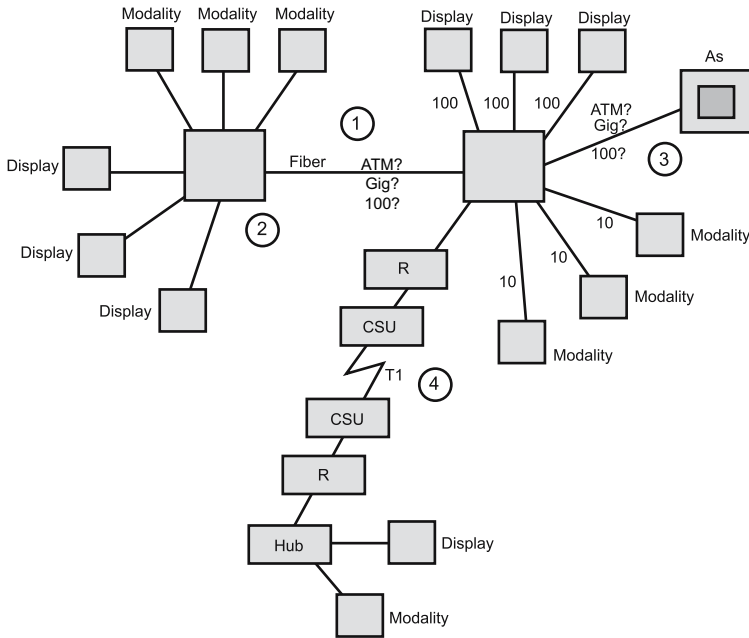 Modality
Modality
Modality
Display
Display
Display
As
100
100
100
ATM?
Gig?
100?
1
3
Fiber
ATM?
Gig?
100?
Display
2
10
Modality
Display
R
10
10
Modality
Display
CSU
Modality
T1
4
CSU
R
Hub
Display
Modality